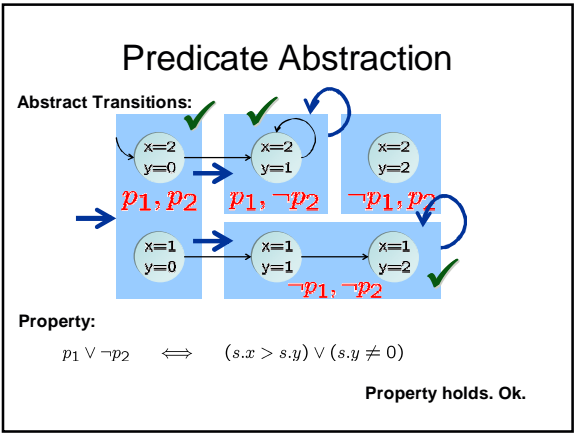 Predicate Abstraction
Abstract Transitions:
x=2
y=0
x=2
y=1
x=2
y=2
p₁, p₂
p₁, ¬p₂
¬p₁, p₂
x=1
y=0
x=1
y=1
x=1
y=2
¬p₁, ¬p₂
Property:
p₁ ∨ ¬p₂ ⟺ (s.x > s.y) ∨ (s.y ≠ 0)
Property holds. Ok.